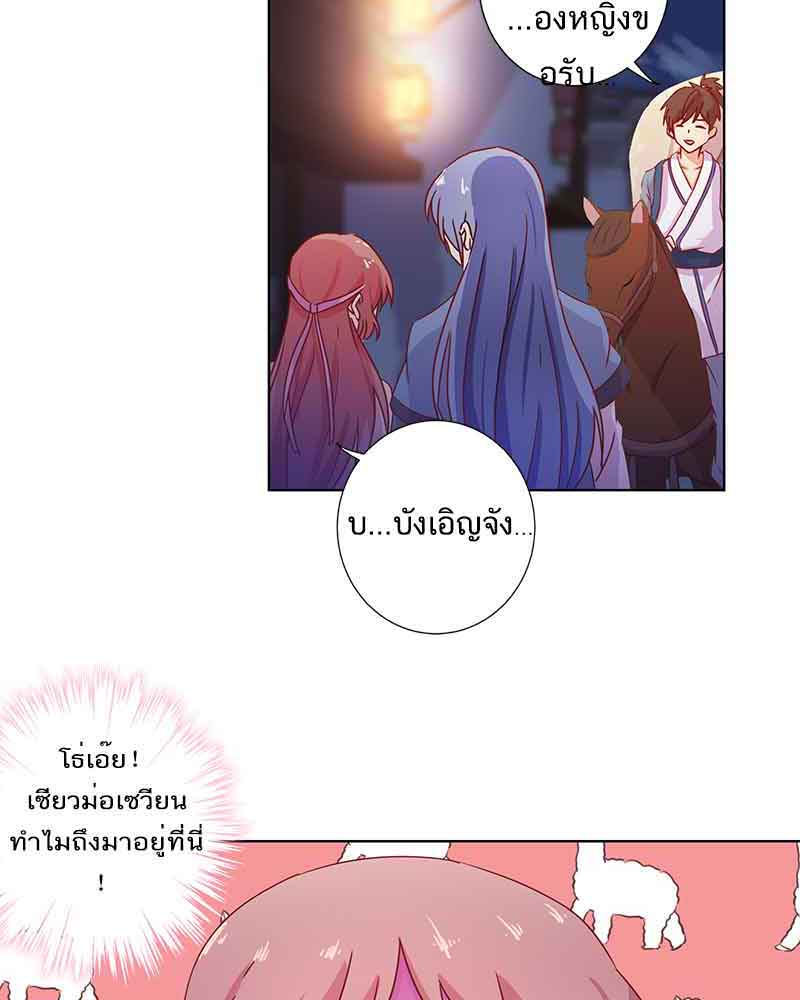 ...องหญิงข
อรับ...
บ...บังเอิญจัง...
โธ่เอ๊ย!
เซียวม่อเซวียน
ทำไมถึงมาอยู่ที่นี่
!